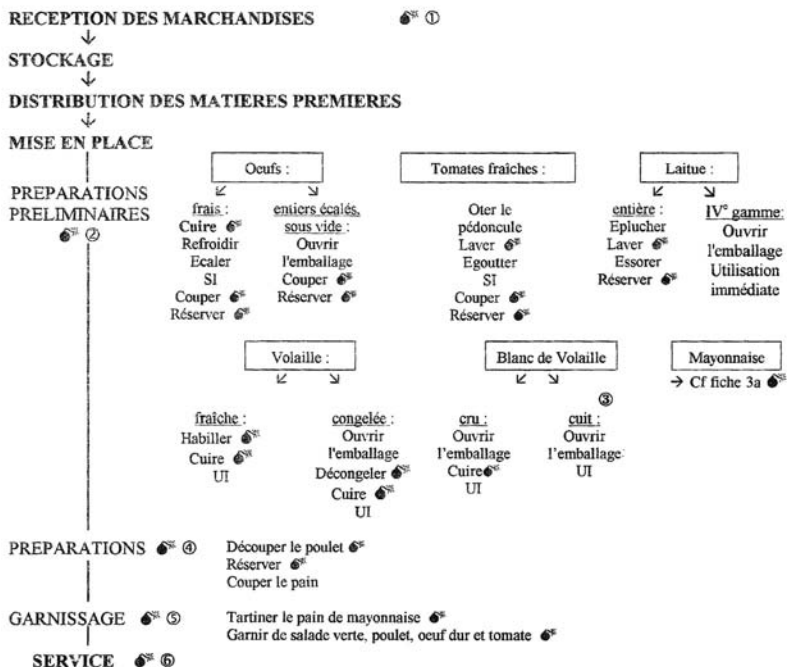 RECEPTION DES MARCHANDISES 💣 ①
↓
STOCKAGE
↓
DISTRIBUTION DES MATIERES PREMIERES
↓
MISE EN PLACE
PREPARATIONS
PRELIMINAIRES
💣 ②
Oeufs :
↙ ↘
frais :
Cuire 💣
Refroidir
Ecaler
SI
Couper 💣
Réserver 💣
entiers écalés,
sous vide :
Ouvrir
l'emballage
Couper 💣
Réserver 💣
Tomates fraîches :
Oter le
pédoncule
Laver 💣
Egoutter
SI
Couper 💣
Réserver 💣
Laitue :
↙ ↘
entière :
Eplucher
Laver 💣
Essorer
Réserver 💣
IV° gamme:
Ouvrir
l'emballage
Utilisation
immédiate
Volaille :
↙ ↘
fraîche :
Habiller 💣
Cuire 💣
UI
congelée :
Ouvrir
l'emballage
Décongeler 💣
Cuire 💣
UI
Blanc de Volaille
↙ ↘
cru :
Ouvrir
l'emballage
Cuire 💣
UI
③
cuit :
Ouvrir
l'emballage
UI
Mayonnaise
→ Cf fiche 3a 💣
PREPARATIONS 💣 ④
Découper le poulet 💣
Réserver 💣
Couper le pain
GARNISSAGE 💣 ⑤
Tartiner le pain de mayonnaise 💣
Garnir de salade verte, poulet, oeuf dur et tomate 💣
SERVICE 💣 ⑥